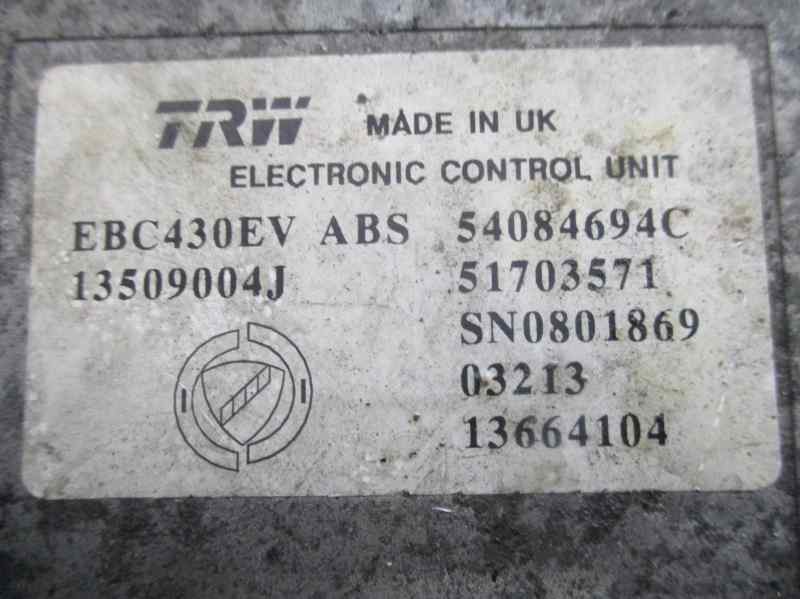 TRW MADE IN UK
ELECTRONIC CONTROL UNIT
EBC430EV ABS 54084694C
13509004J 51703571
SN0801869
03213
13664104